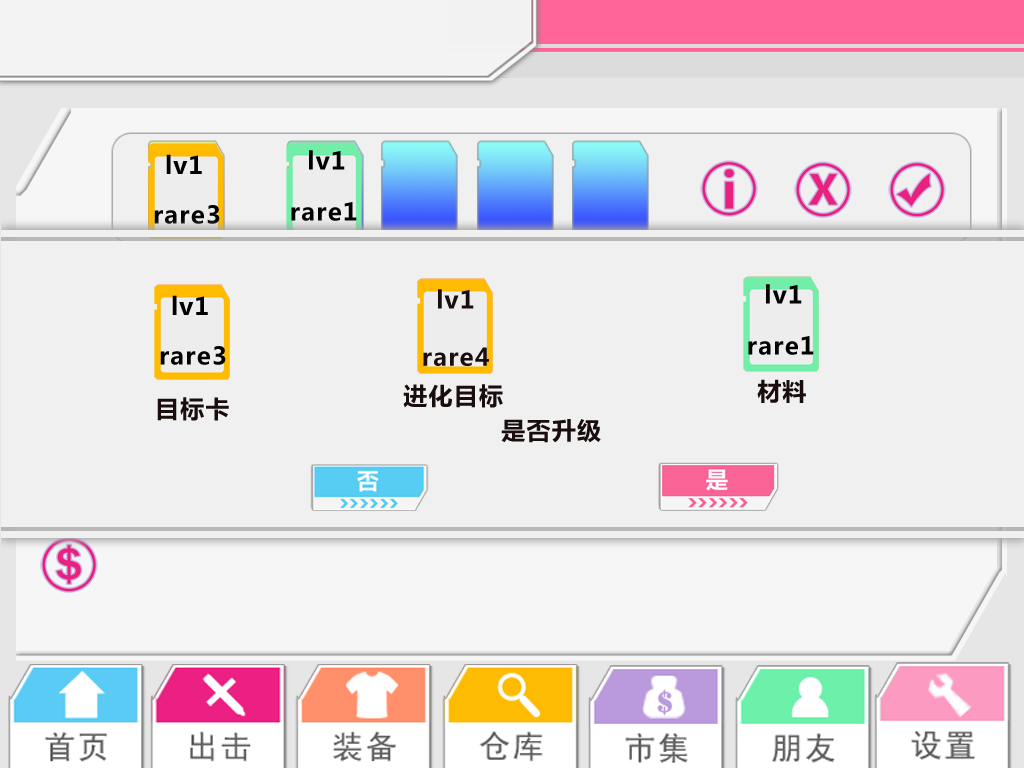 lv1
rare3
lv1
rare1
i
X
lv1
rare3
目标卡
lv1
rare4
进化目标
lv1
rare1
材料
是否升级
否
是
$
首页
出击
装备
仓库
$
市集
朋友
设置